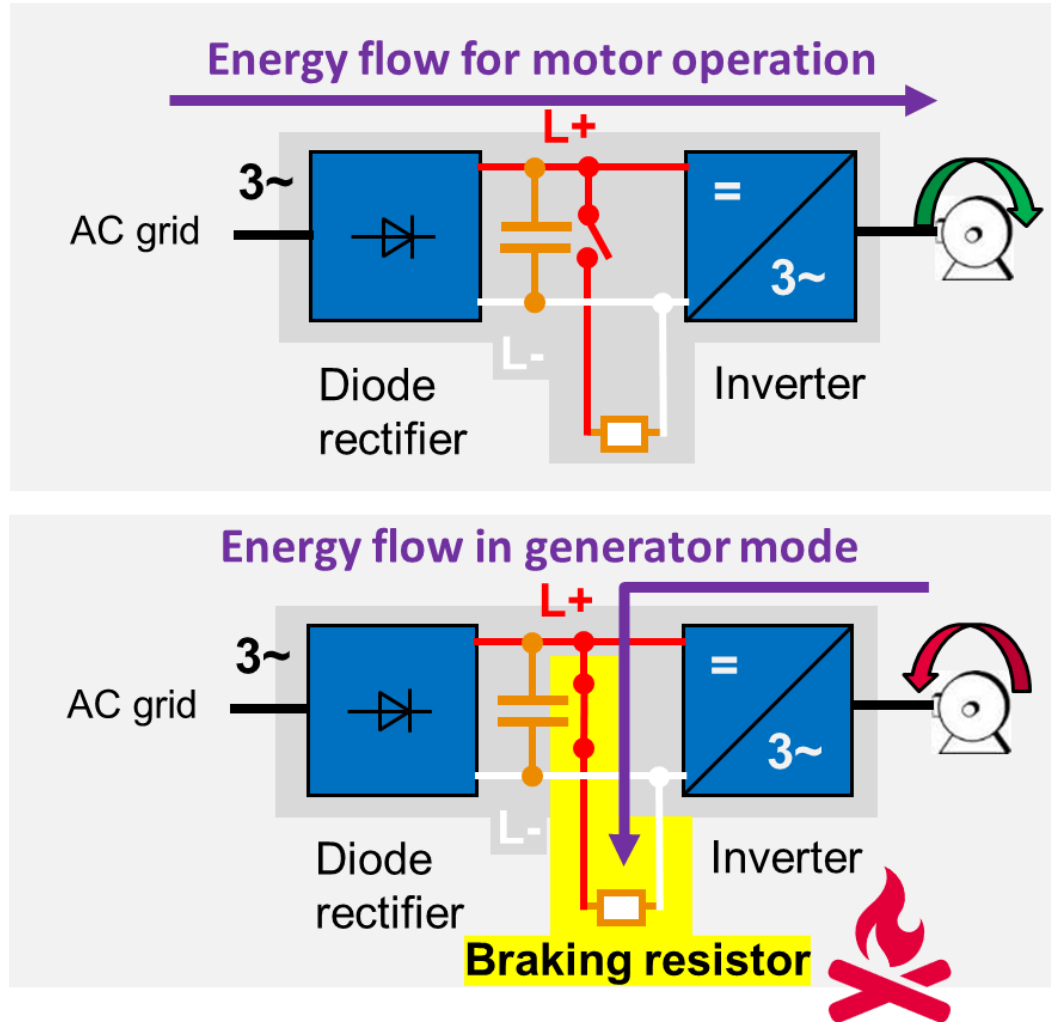 Energy flow for motor operation
L+
3~
AC grid
=
3~
L-
Diode
rectifier
Inverter
Energy flow in generator mode
L+
3~
AC grid
=
3~
L-
Diode
rectifier
Inverter
Braking resistor